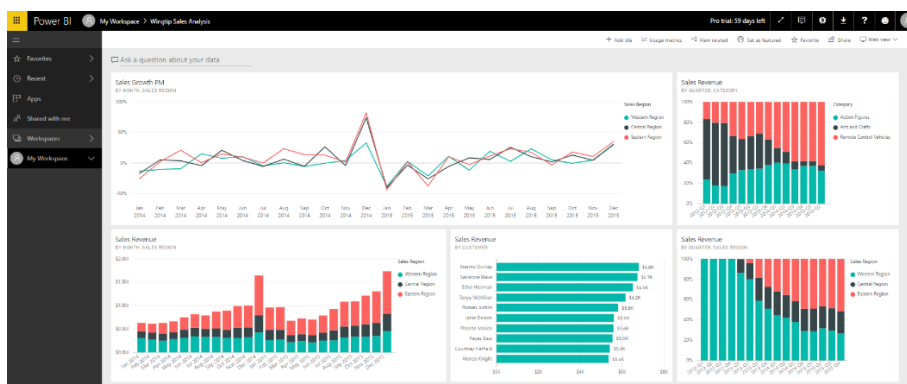 Power BI My Workspace > Wingtip Sales Analysis Pro trial: 59 days left
+ Add tile Usage metrics View related Set as featured Favorite Share Web view
Favorites
Recent
Apps
Shared with me
Workspaces
My Workspace
Ask a question about your data
Sales Growth PM
BY MONTH, SALES REGION
100%
50%
0%
-50%
Jan 2014 Feb 2014 Mar 2014 Apr 2014 May 2014 Jun 2014 Jul 2014 Aug 2014 Sep 2014 Oct 2014 Nov 2014 Dec 2014 Jan 2015 Feb 2015 Mar 2015 Apr 2015 May 2015 Jun 2015 Jul 2015 Aug 2015 Sep 2015 Oct 2015 Nov 2015 Dec 2015
Sales Region
Western Region
Central Region
Eastern Region
Sales Revenue
BY QUARTER, CATEGORY
100%
80%
60%
40%
20%
0%
Category
Action Figures
Arts and Crafts
Remote Control Vehicles
Sales Revenue
BY MONTH, SALES REGION
$2.0M
$1.5M
$1.0M
$0.5M
$0.0M
Sales Region
Western Region
Central Region
Eastern Region
Sales Revenue
BY CUSTOMER
Salvatore Blake
Ethel Hickman
Tanya McMillan
Roman Justice
Phoebe Molina
Rejas Sass
Courtney Hatfield
Alonzo Knight
$0K $2K $4K $6K $8K
Sales Revenue
BY QUARTER, SALES REGION
100%
80%
60%
40%
20%
0%
Sales Region
Western Region
Central Region
Eastern Region